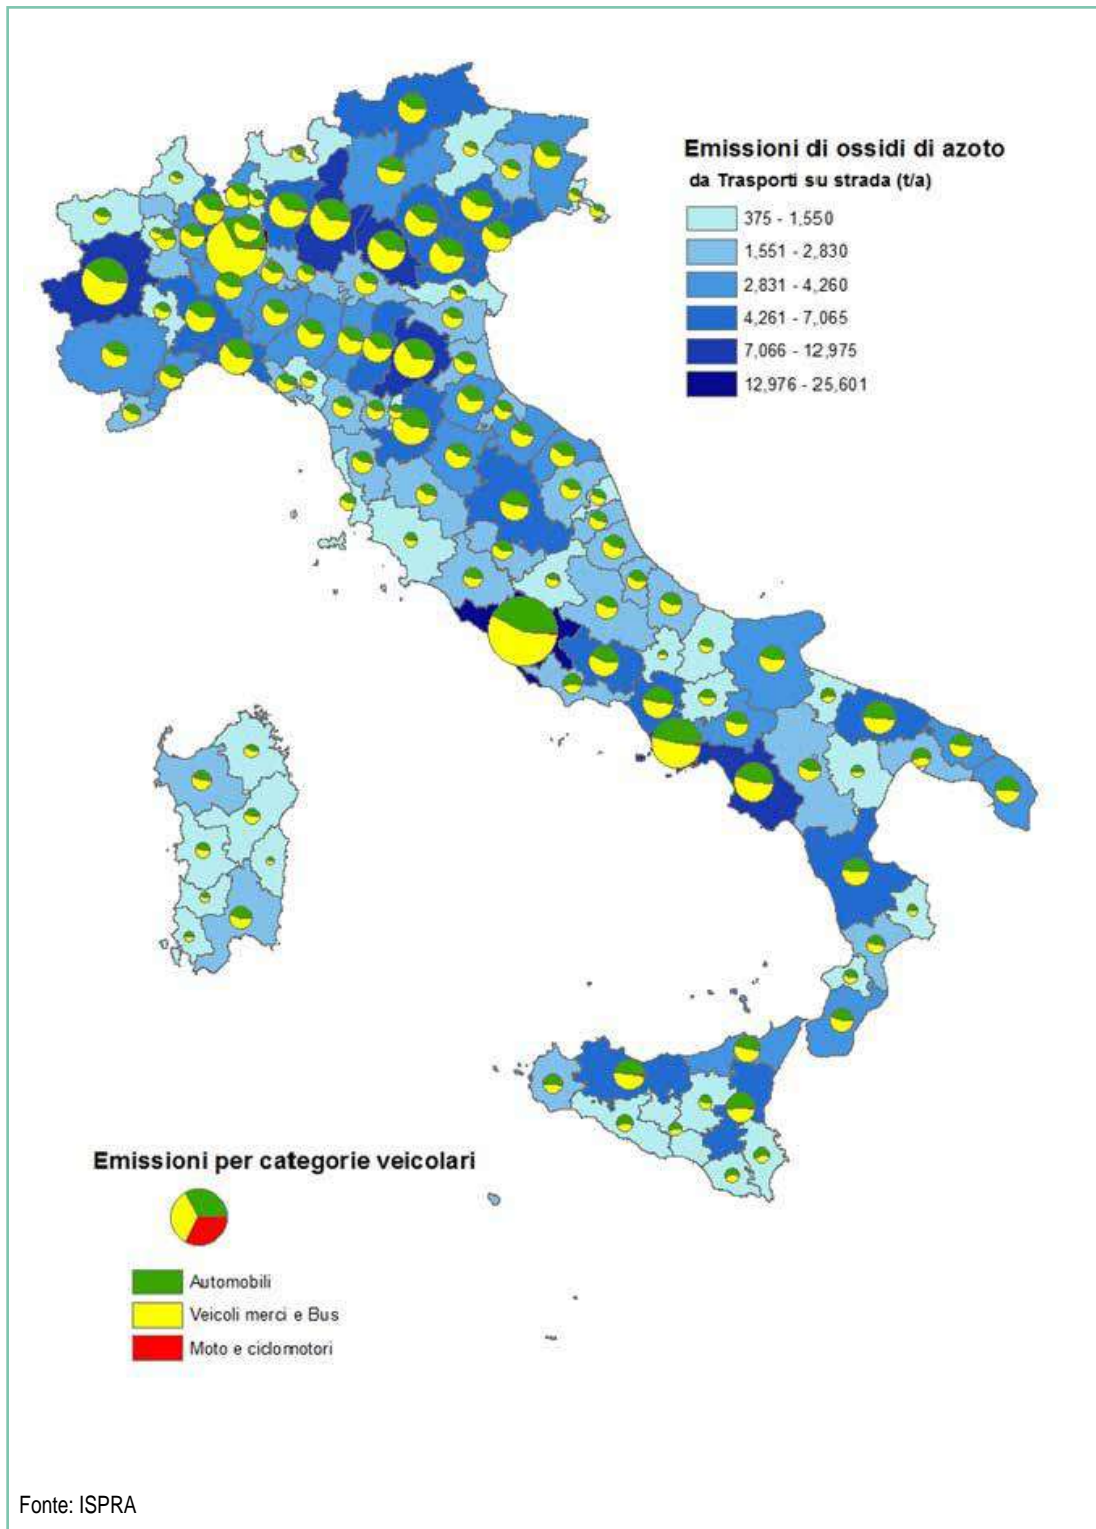 Emissioni di ossidi di azoto
da Trasporti su strada (t/a)
375 - 1,550
1,551 - 2,830
2,831 - 4,260
4,261 - 7,065
7,066 - 12,975
12,976 - 25,601
Emissioni per categorie veicolari
Automobili
Veicoli merci e Bus
Moto e ciclomotori
Fonte: ISPRA